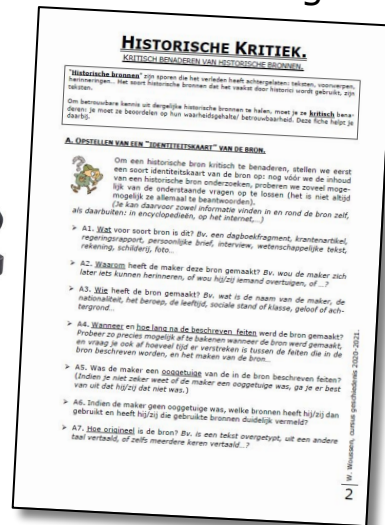 HISTORISCHE KRITIEK.
KRITISCH BENADEREN VAN HISTORISCHE BRONNEN.
"Historische bronnen" zijn sporen die het verleden heeft achtergelaten: teksten, voorwerpen,
herinneringen... Het soort historische bronnen dat het vaakst door historici wordt gebruikt, zijn
teksten.
Om betrouwbare kennis uit dergelijke historische bronnen te halen, moet je ze kritisch bena-
deren: je moet ze beoordelen op hun waarheidsgehalte/ betrouwbaarheid. Deze fiche helpt je
daarbij.
A. OPSTELLEN VAN EEN "IDENTITEITSKAART" VAN DE BRON.
Om een historische bron kritisch te benaderen, stellen we eerst
een soort identiteitskaart van de bron op: nog vóór we de inhoud
van een historische bron onderzoeken, proberen we zoveel moge-
lijk van de onderstaande vragen op te lossen (het is niet altijd
mogelijk ze allemaal te beantwoorden).
(Je kan daarvoor zowel informatie vinden in en rond de bron zelf,
als daarbuiten: in encyclopedieën, op het internet,...)
➢ A1. Wat voor soort bron is dit? Bv. een dagboekfragment, krantenartikel,
regeringsrapport, persoonlijke brief, interview, wetenschappelijke tekst,
rekening, schilderij, foto...
➢ A2. Waarom heeft de maker deze bron gemaakt? Bv. wou de maker zich
later iets kunnen herinneren, of wou hij/zij iemand overtuigen, of ...?
➢ A3. Wie heeft de bron gemaakt? Bv. wat is de naam van de maker, de
nationaliteit, het beroep, de leeftijd, sociale stand of klasse, geloof of ach-
tergrond...
➢ A4. Wanneer en hoe lang na de beschreven feiten werd de bron gemaakt?
Probeer zo precies mogelijk af te bakenen wanneer de bron werd gemaakt,
en vraag je ook af hoeveel tijd er verstreken is tussen de feiten die in de
bron beschreven worden, en het maken van de bron...
➢ A5. Was de maker een ooggetuige van de in de bron beschreven feiten?
(Indien je niet zeker weet of de maker een ooggetuige was, ga je er best
van uit dat hij/zij dat niet was.)
➢ A6. Indien de maker geen ooggetuige was, welke bronnen heeft hij/zij dan
gebruikt en heeft hij/zij die gebruikte bronnen duidelijk vermeld?
➢ A7. Hoe origineel is de bron? Bv. is een tekst overgetypt, uit een andere
taal vertaald, of zelfs meerdere keren vertaald...?
W. Woussen, cursus geschiedenis 2020-2021.
2